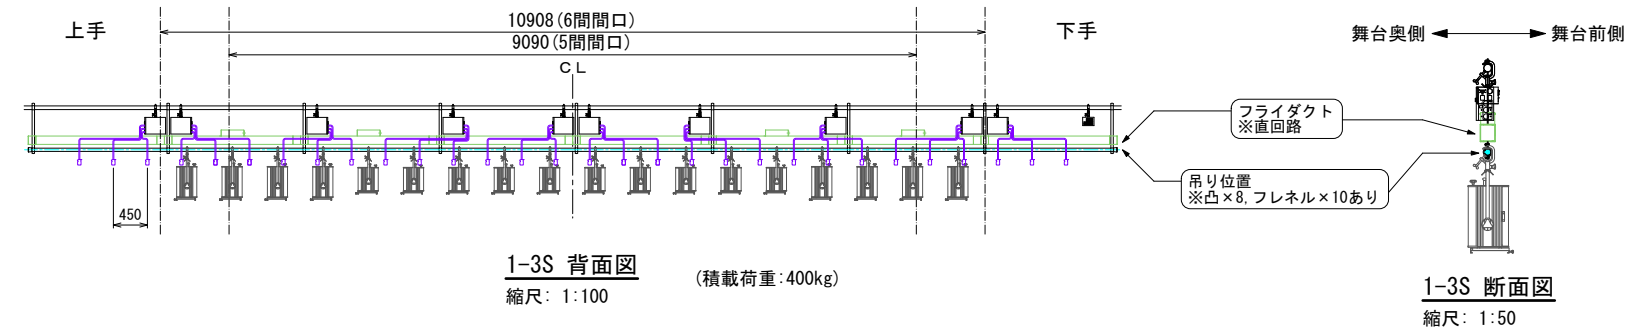 上手
10908(6間間口)
9090(5間間口)
CL
下手
舞台奥側
舞台前側
フライダクト
※直回路
吊り位置
※凸×8, フレネル×10あり
450
1-3S 背面図
縮尺: 1:100
(積載荷重:400kg)
1-3S 断面図
縮尺: 1:50